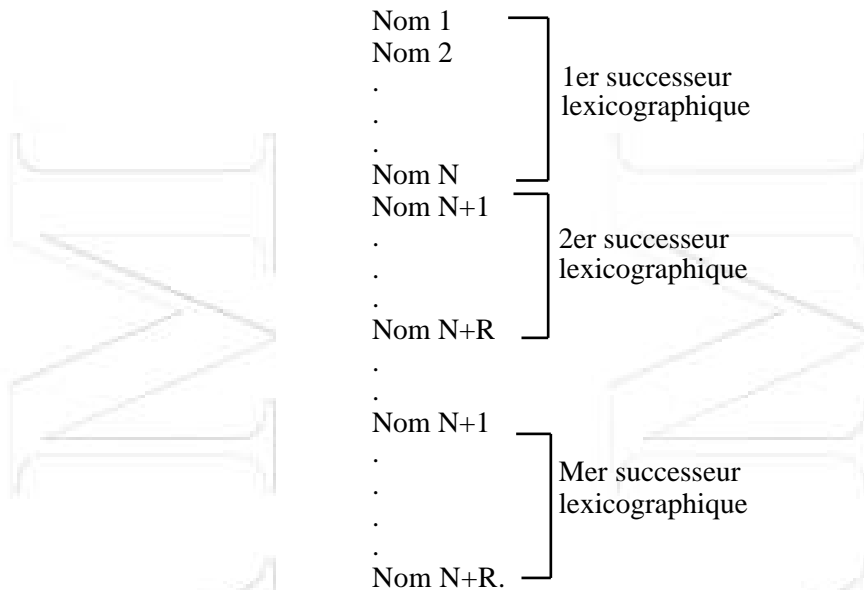 Nom 1
Nom 2
.
1er successeur
lexicographique
.
.
Nom N
Nom N+1
.
2er successeur
lexicographique
.
.
Nom N+R
.
.
Nom N+1
.
Mer successeur
lexicographique
.
.
.
Nom N+R.